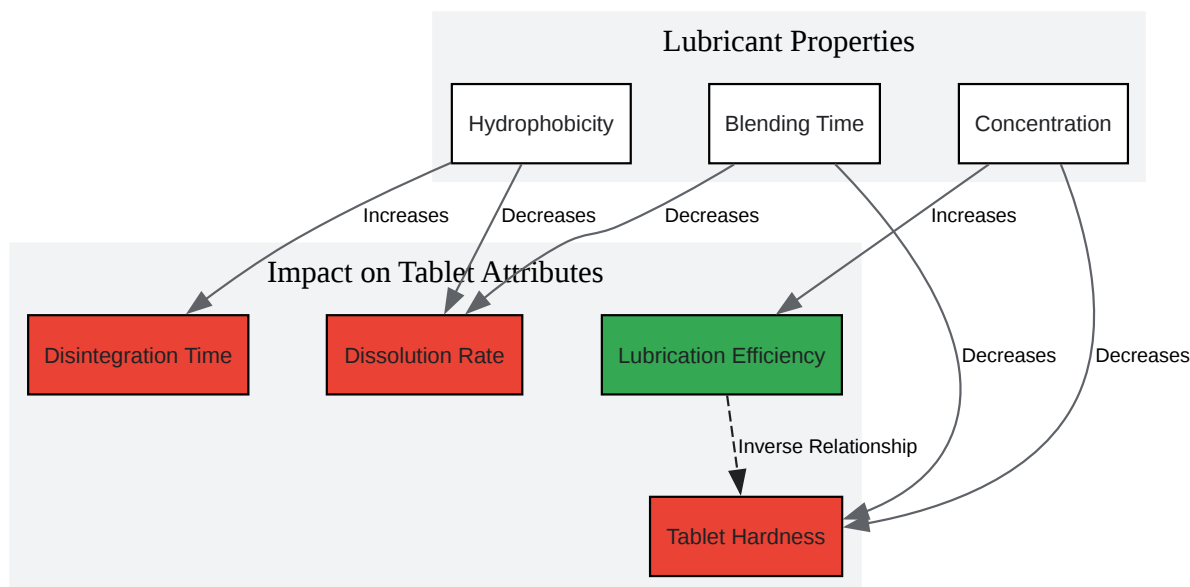 Lubricant Properties
Hydrophobicity
Blending Time
Concentration
Increases
Decreases
Decreases
Increases
Impact on Tablet Attributes
Disintegration Time
Dissolution Rate
Lubrication Efficiency
Decreases
Decreases
Inverse Relationship
Tablet Hardness